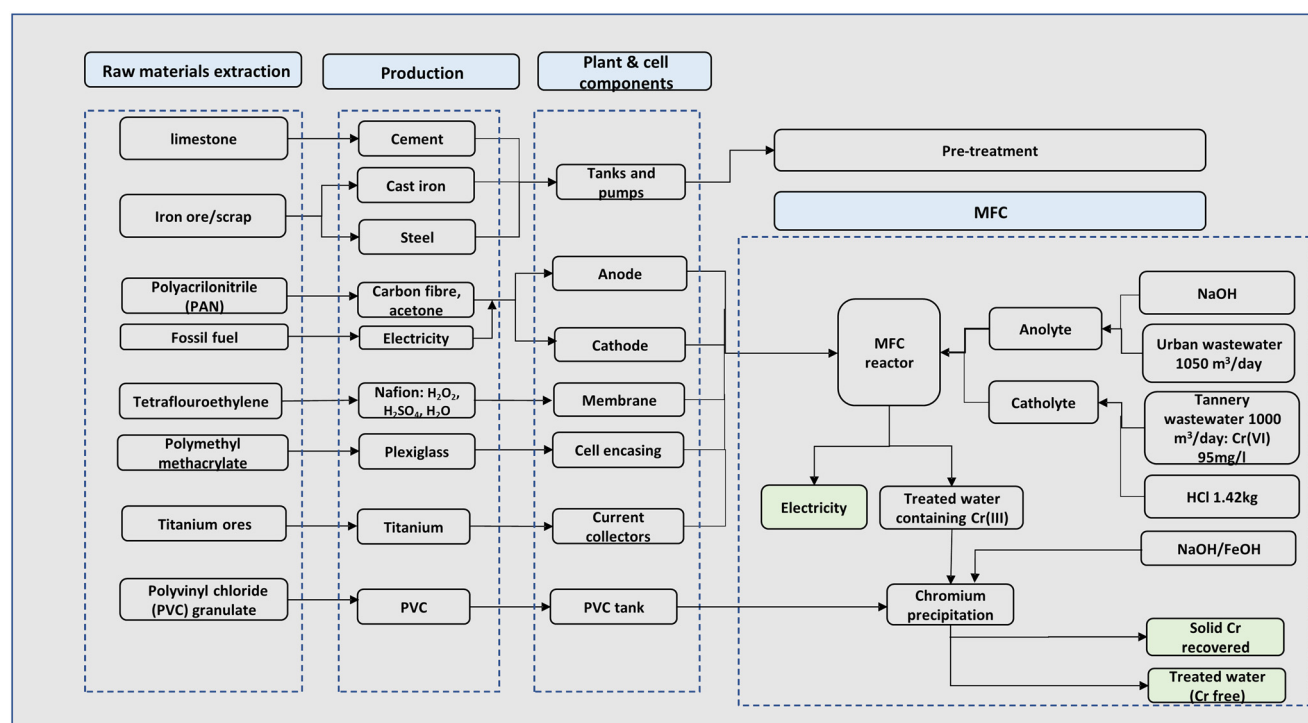 Raw materials extraction
Production
Plant & cell
components
limestone
Cement
Pre-treatment
Cast iron
Tanks and
pumps
Iron ore/scrap
MFC
Steel
Polyacrilonitrile
(PAN)
Carbon fibre,
acetone
Anode
NaOH
Fossil fuel
Electricity
Cathode
MFC
reactor
Anolyte
Urban wastewater
1050 m³/day
Tetraflouroethylene
Nafion: H₂O₂,
H₂SO₄, H₂O
Membrane
Catholyte
Tannery
wastewater 1000
m³/day: Cr(VI)
95mg/l
Polymethyl
methacrylate
Plexiglass
Cell encasing
HCl 1.42kg
Electricity
Treated water
containing Cr(III)
Titanium ores
Titanium
Current
collectors
NaOH/FeOH
Polyvinyl chloride
(PVC) granulate
PVC
PVC tank
Chromium
precipitation
Solid Cr
recovered
Treated water
(Cr free)